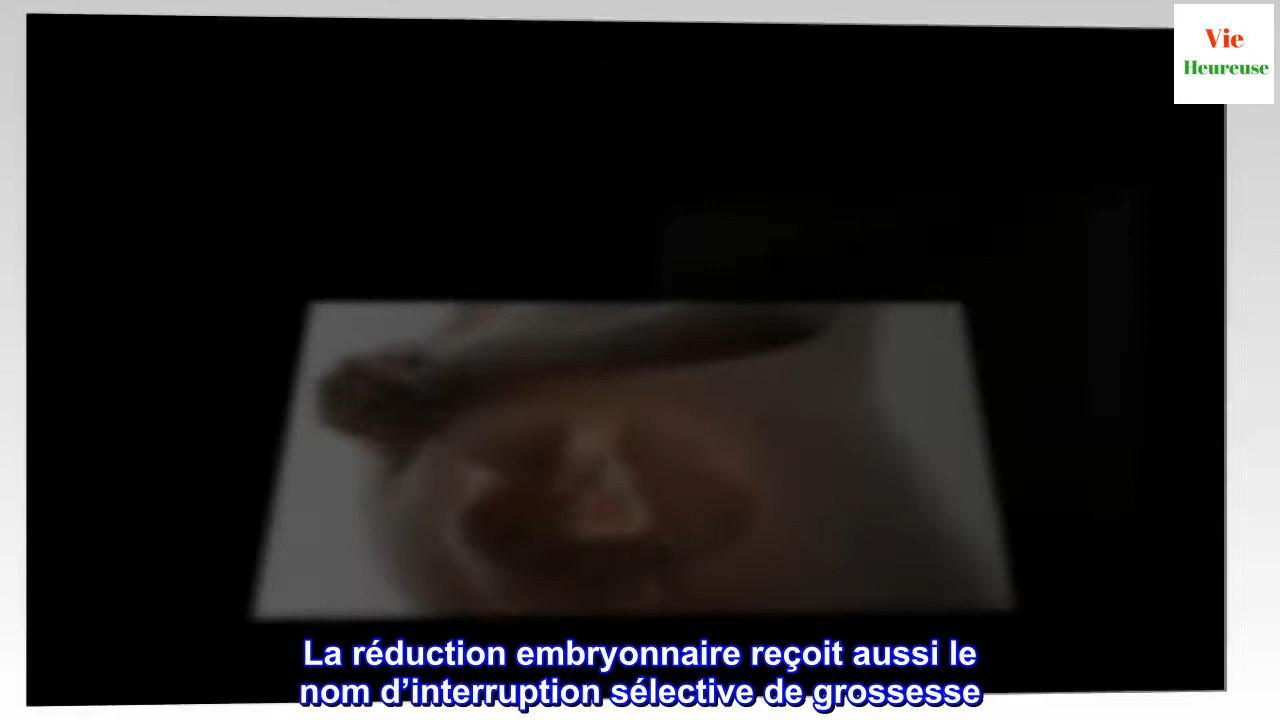 Vie
Heureuse
La réduction embryonnaire reçoit aussi le
nom d’interruption sélective de grossesse